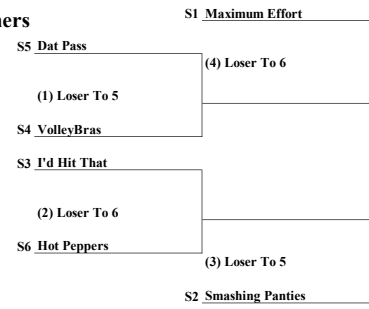 S1 Maximum Effort
S5 Dat Pass
(4) Loser To 6
(1) Loser To 5
S4 VolleyBras
S3 I'd Hit That
(2) Loser To 6
S6 Hot Peppers
(3) Loser To 5
S2 Smashing Panties